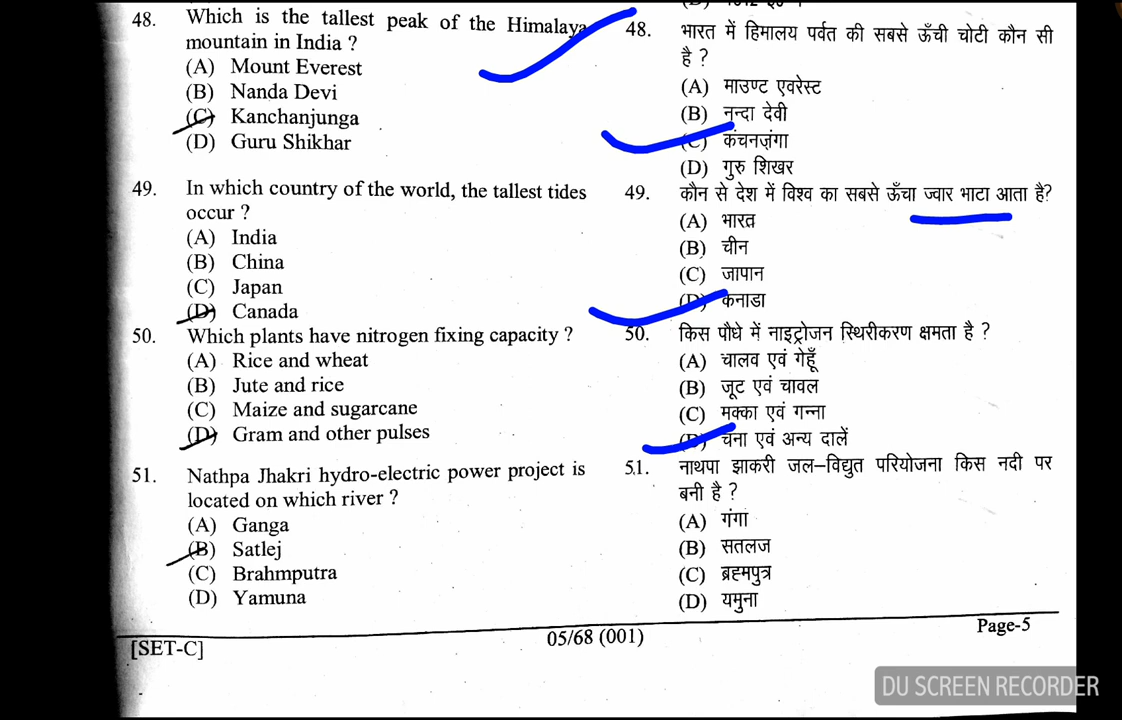 48. Which is the tallest peak of the Himalaya
mountain in India ?
(A) Mount Everest
(B) Nanda Devi
(C) Kanchanjunga
(D) Guru Shikhar
49. In which country of the world, the tallest tides
occur ?
(A) India
(B) China
(C) Japan
(D) Canada
50. Which plants have nitrogen fixing capacity ?
(A) Rice and wheat
(B) Jute and rice
(C) Maize and sugarcane
(D) Gram and other pulses
51. Nathpa Jhakri hydro-electric power project is
located on which river ?
(A) Ganga
(B) Satlej
(C) Brahmputra
(D) Yamuna
48. भारत में हिमालय पर्वत की सबसे ऊँची चोटी कौन सी
है ?
(A) माउण्ट एवरेस्ट
(B) नन्दा देवी
(C) कंचनज़ंगा
(D) गुरु शिखर
49. कौन से देश में विश्व का सबसे ऊँचा ज्वार भाटा आता है?
(A) भारत
(B) चीन
(C) जापान
(D) कनाडा
50. किस पौधे में नाइट्रोजन स्थिरीकरण क्षमता है ?
(A) चालव एवं गेहूँ
(B) जूट एवं चावल
(C) मक्का एवं गन्ना
(D) चना एवं अन्य दालें
51. नाथपा झाकरी जल–विद्युत परियोजना किस नदी पर
बनी है ?
(A) गंगा
(B) सतलज
(C) ब्रह्मपुत्र
(D) यमुना
[SET-C]
05/68 (001)
Page-5
DU SCREEN RECORDER